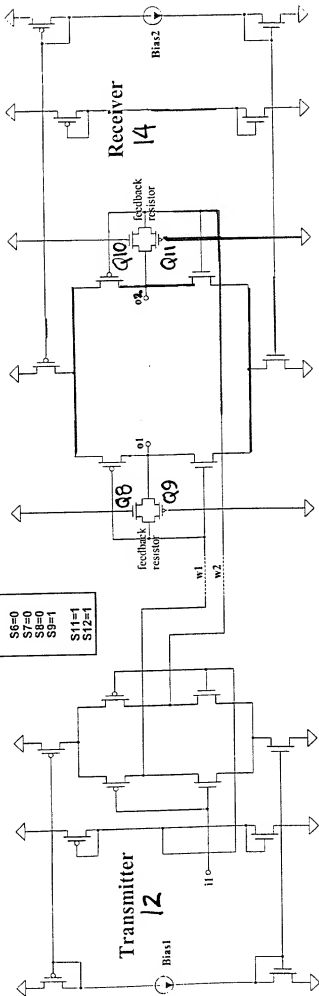 Bias2
Receiver
14
feedback
resistor
Q10
Q11
o2
o1
Q8
Q9
feedback
resistor
w1
w2
S6=0
S7=0
S8=0
S9=1
S11=1
S12=1
Transmitter
12
i1
Bias1